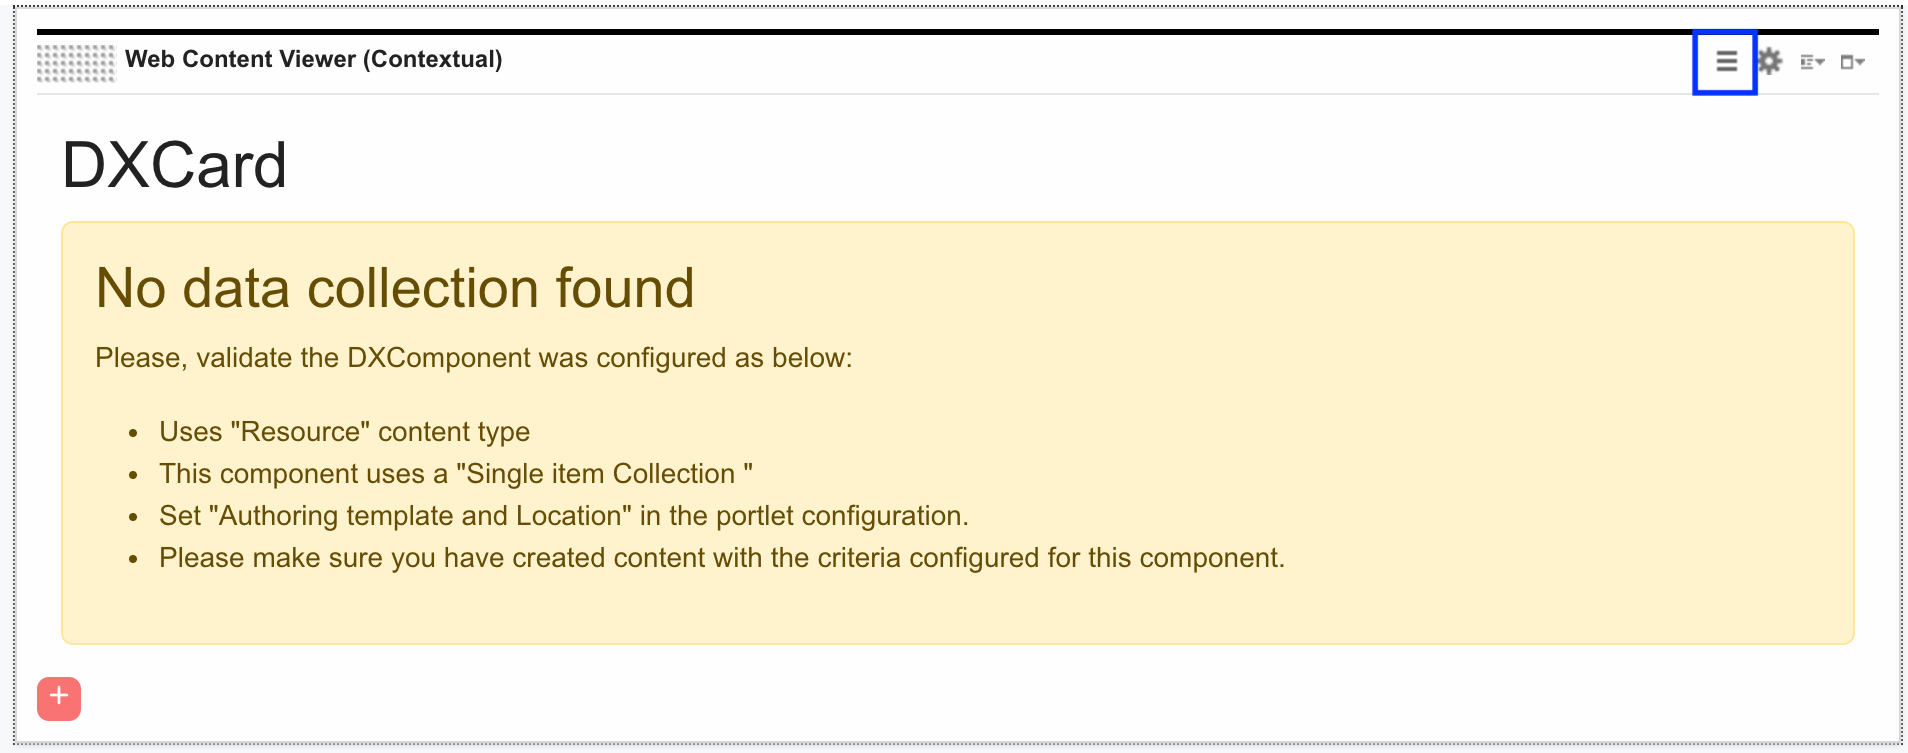 Web Content Viewer (Contextual)
DXCard
No data collection found
Please, validate the DXComponent was configured as below:
• Uses "Resource" content type
• This component uses a "Single item Collection "
• Set "Authoring template and Location" in the portlet configuration.
• Please make sure you have created content with the criteria configured for this component.